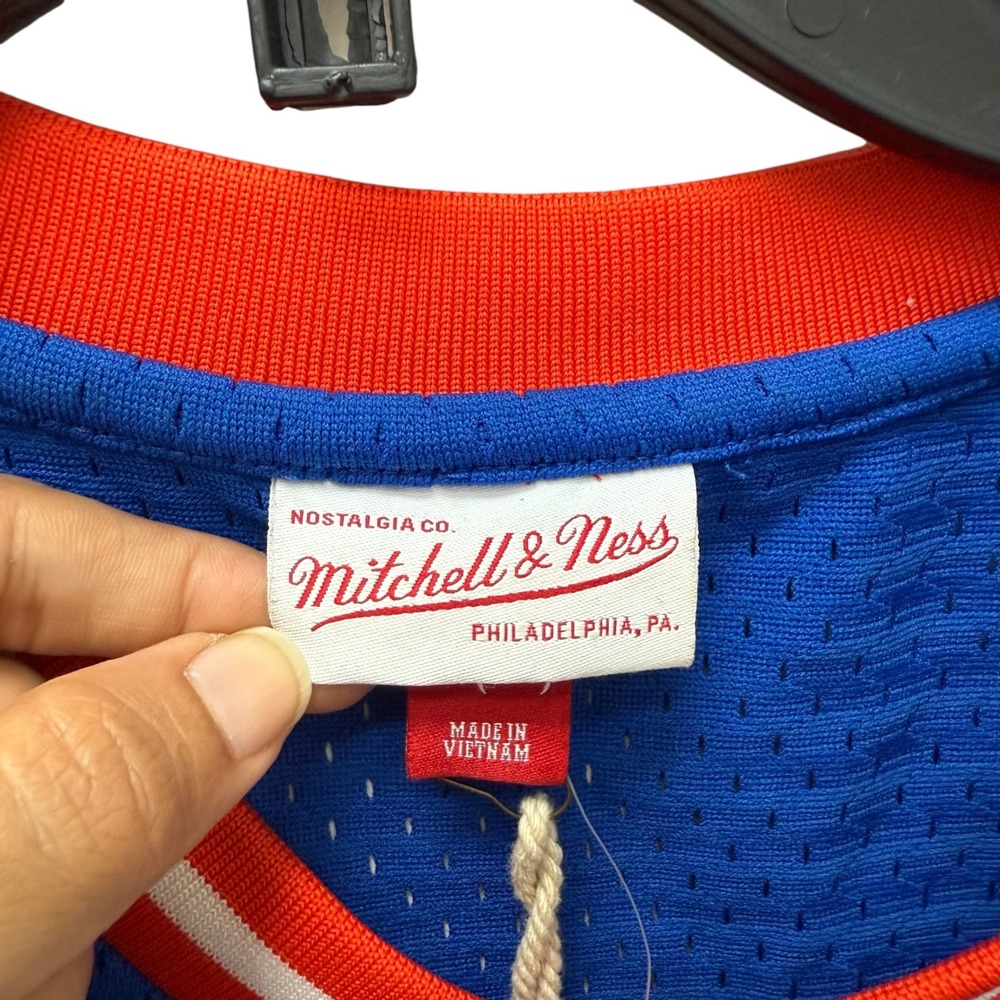 NOSTALGIA CO.
Mitchell & Ness
PHILADELPHIA, PA.
MADE IN
VIETNAM